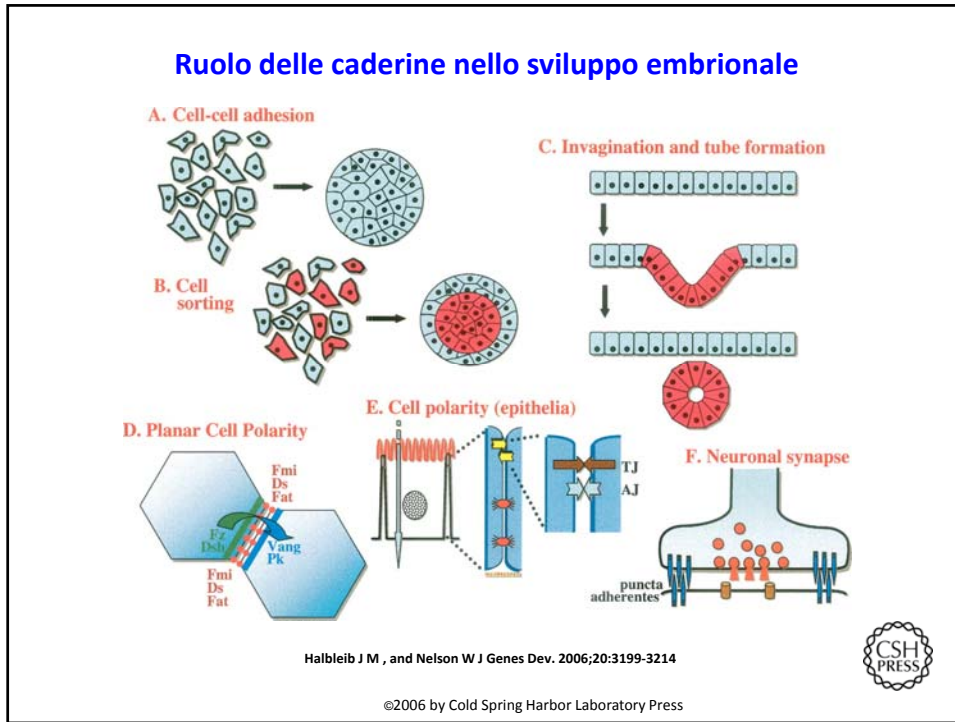 Ruolo delle caderine nello sviluppo embrionale
A. Cell-cell adhesion
B. Cell
sorting
C. Invagination and tube formation
D. Planar Cell Polarity
Fmi
Ds
Fat
Fz
Dsh
Vang
Pk
Fmi
Ds
Fat
E. Cell polarity (epithelia)
TJ
AJ
F. Neuronal synapse
puncta
adherentes
Halbleib J M , and Nelson W J Genes Dev. 2006;20:3199-3214
CSH
PRESS
©2006 by Cold Spring Harbor Laboratory Press